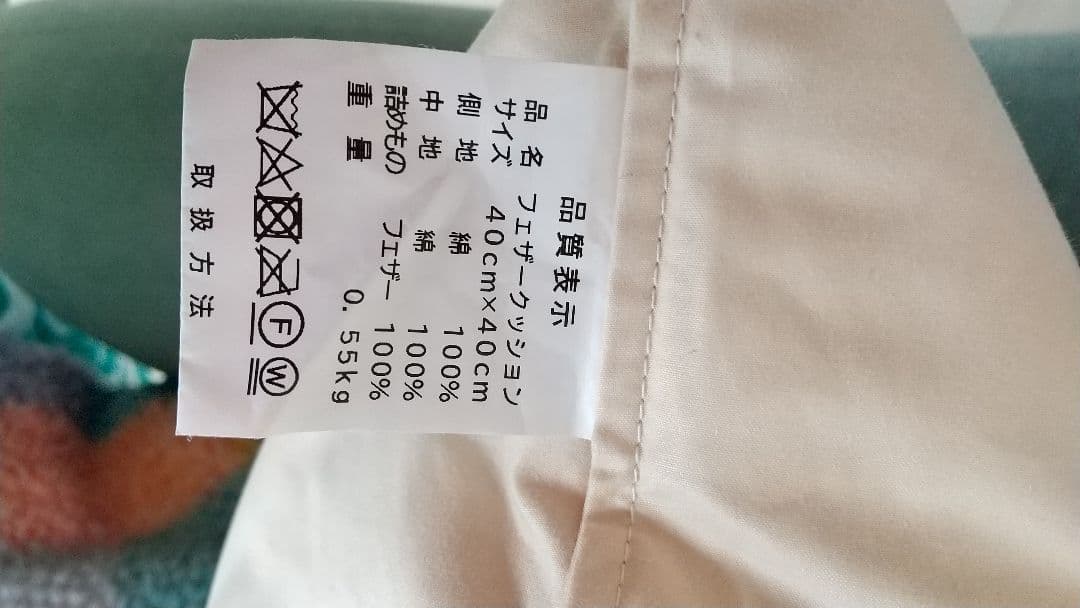 品質表示
品名 フェザークッション
サイズ 40cm×40cm
側地 綿 100%
中地 綿 100%
詰めもの フェザー 100%
重量 0.55kg
F W
取扱方法